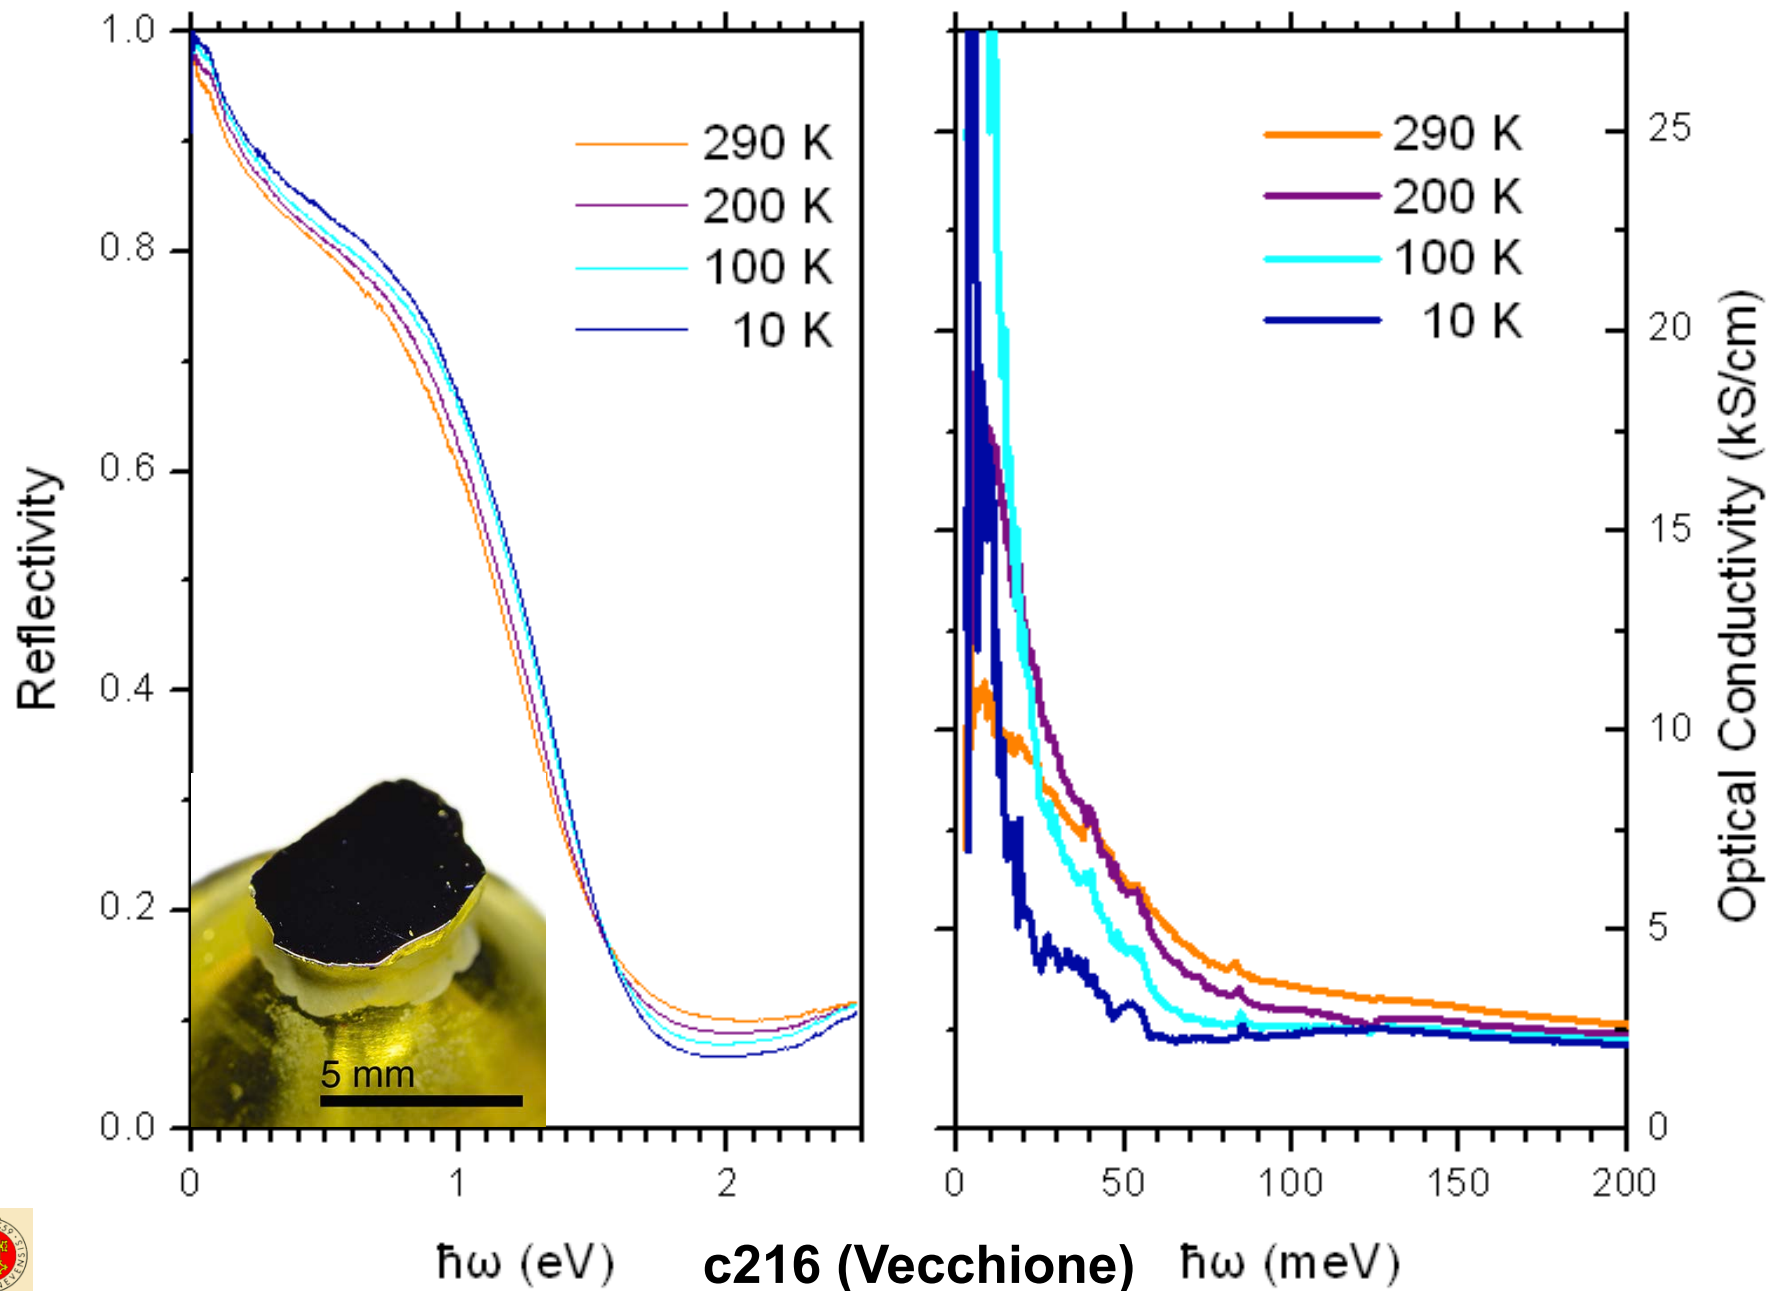 1.0
0.8
0.6
0.4
0.2
0.0
Reflectivity
290 K
200 K
100 K
10 K
5 mm
0 1 2
ħω (eV)
290 K
200 K
100 K
10 K
25
20
15
10
5
0
Optical Conductivity (kS/cm)
0 50 100 150 200
ħω (meV)
c216 (Vecchione)